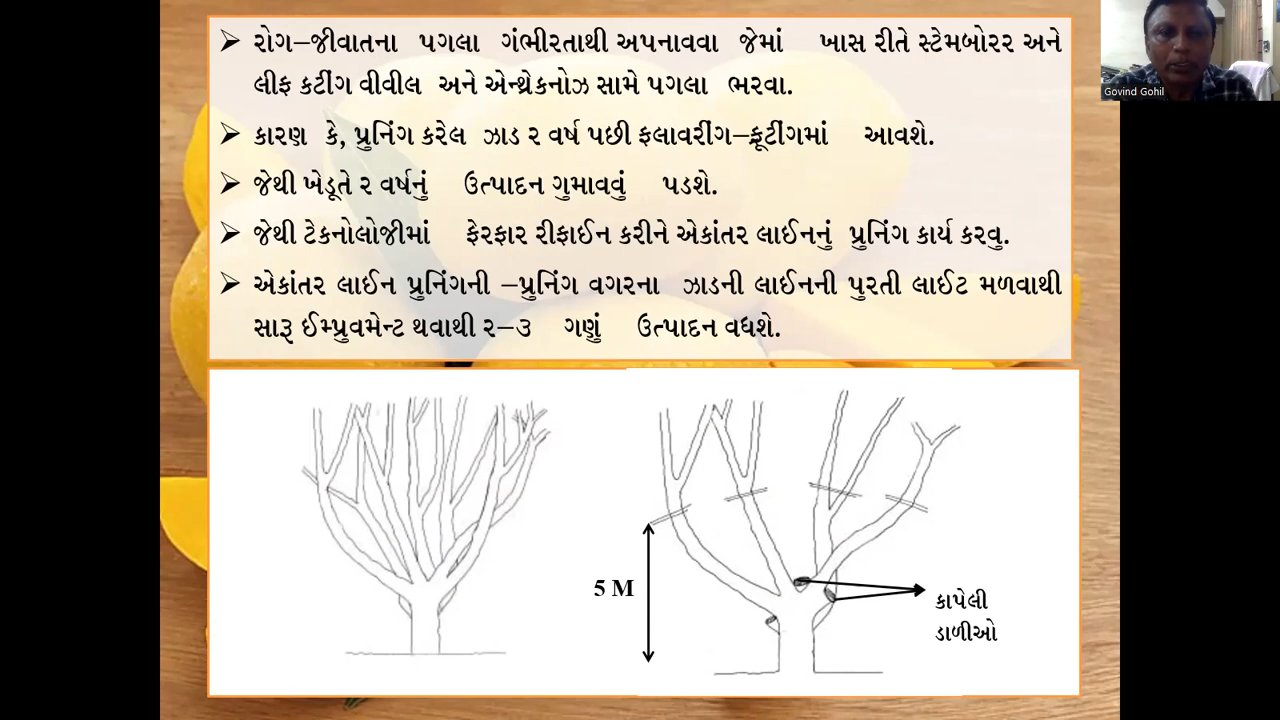 ➢ રોગ–જીવાતના પગલા ગંભીરતાથી અપનાવવા જેમાં ખાસ રીતે સ્ટેમબોરર અને
લીફ કટીંગ વીવીલ અને એન્થ્રેકનોઝ સામે પગલા ભરવા.
➢ કારણ કે, પ્રુનિંગ કરેલ ઝાડ ૨ વર્ષ પછી ફલાવરીંગ–ફ્રૂટીંગમાં આવશે.
➢ જેથી ખેડૂતે ૨ વર્ષનું ઉત્પાદન ગુમાવવું પડશે.
➢ જેથી ટેકનોલોજીમાં ફેરફાર રીફાઈન કરીને એકાંતર લાઈનનું પ્રુનિંગ કાર્ય કરવુ.
➢ એકાંતર લાઈન પ્રુનિંગની –પ્રુનિંગ વગરના ઝાડની લાઈનની પુરતી લાઈટ મળવાથી
સારૂ ઈમ્પ્રુવમેન્ટ થવાથી ૨–૩ ગણું ઉત્પાદન વધશે.
Govind Gohil
5 M
કાપેલી
ડાળીઓ